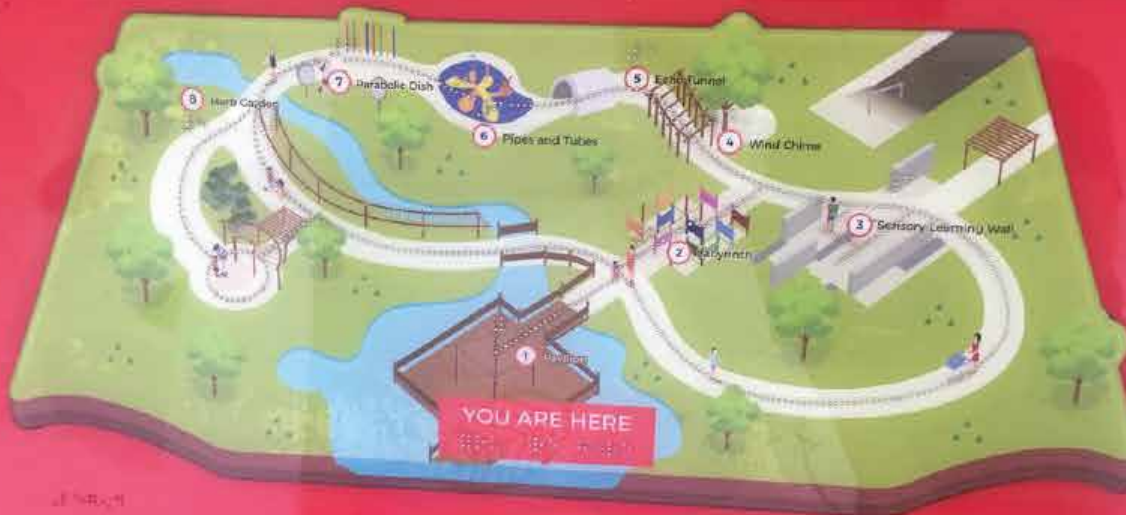 7 Parabolic Dish
5 Echo Tunnel
8 Herb Garden
6 Pipes and Tubes
4 Wind Chime
3 Sensory Learning Wall
2 Labyrinth
1 Pavilion
YOU ARE HERE